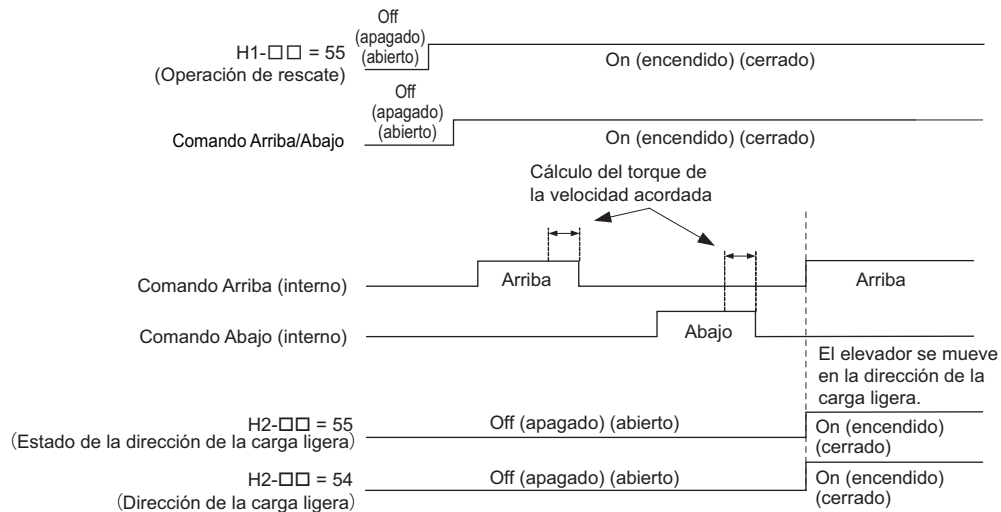 Off
(apagado)
(abierto)
H1-□□ = 55
(Operación de rescate)
On (encendido) (cerrado)
Off
(apagado)
(abierto)
Comando Arriba/Abajo
On (encendido) (cerrado)
Cálculo del torque de
la velocidad acordada
Comando Arriba (interno)
Arriba
Arriba
Comando Abajo (interno)
Abajo
El elevador se mueve
en la dirección de la
carga ligera.
H2-□□ = 55
(Estado de la dirección de la carga ligera)
Off (apagado) (abierto)
On (encendido)
(cerrado)
H2-□□ = 54
(Dirección de la carga ligera)
Off (apagado) (abierto)
On (encendido)
(cerrado)